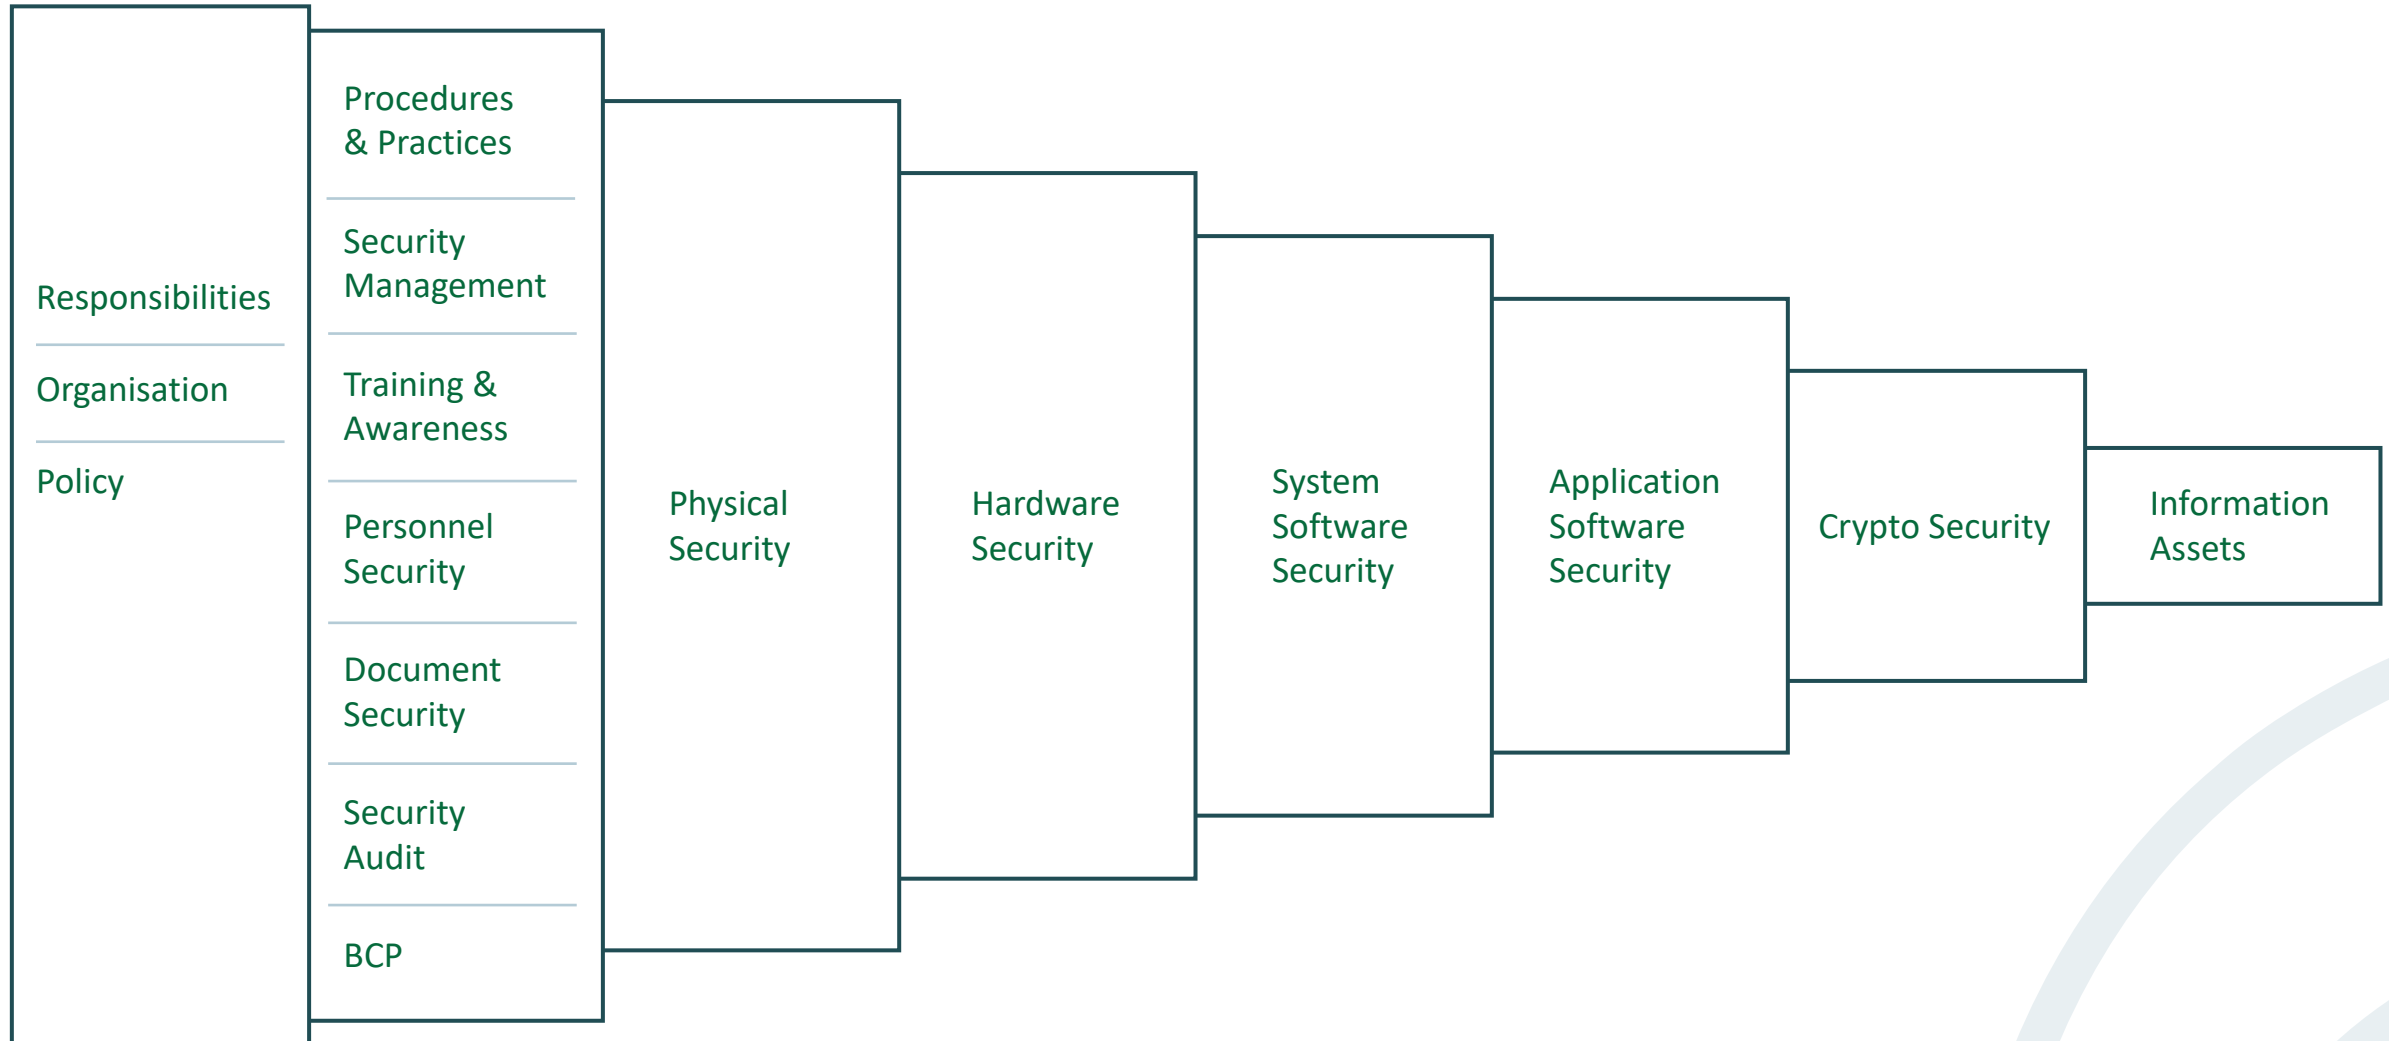 Responsibilities
Organisation
Policy
Procedures
& Practices
Security
Management
Training &
Awareness
Personnel
Security
Document
Security
Security
Audit
BCP
Physical
Security
Hardware
Security
System
Software
Security
Application
Software
Security
Crypto Security
Information
Assets